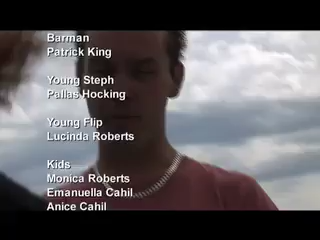 Barman
Patrick King
Young Steph
Pallas Hocking
Young Flip
Lucinda Roberts
Kids
Monica Roberts
Emanuella Cahil
Anice Cahil